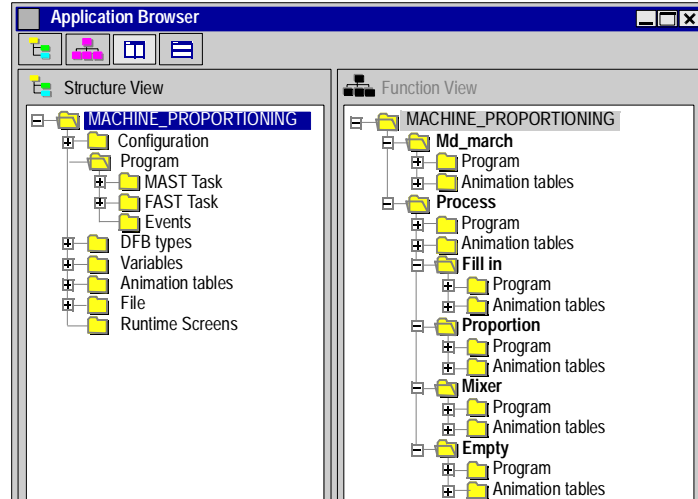 Application Browser
Structure View
MACHINE_PROPORTIONING
Configuration
Program
MAST Task
FAST Task
Events
DFB types
Variables
Animation tables
File
Runtime Screens
Function View
MACHINE_PROPORTIONING
Md_march
Program
Animation tables
Process
Program
Animation tables
Fill in
Program
Animation tables
Proportion
Program
Animation tables
Mixer
Program
Animation tables
Empty
Program
Animation tables